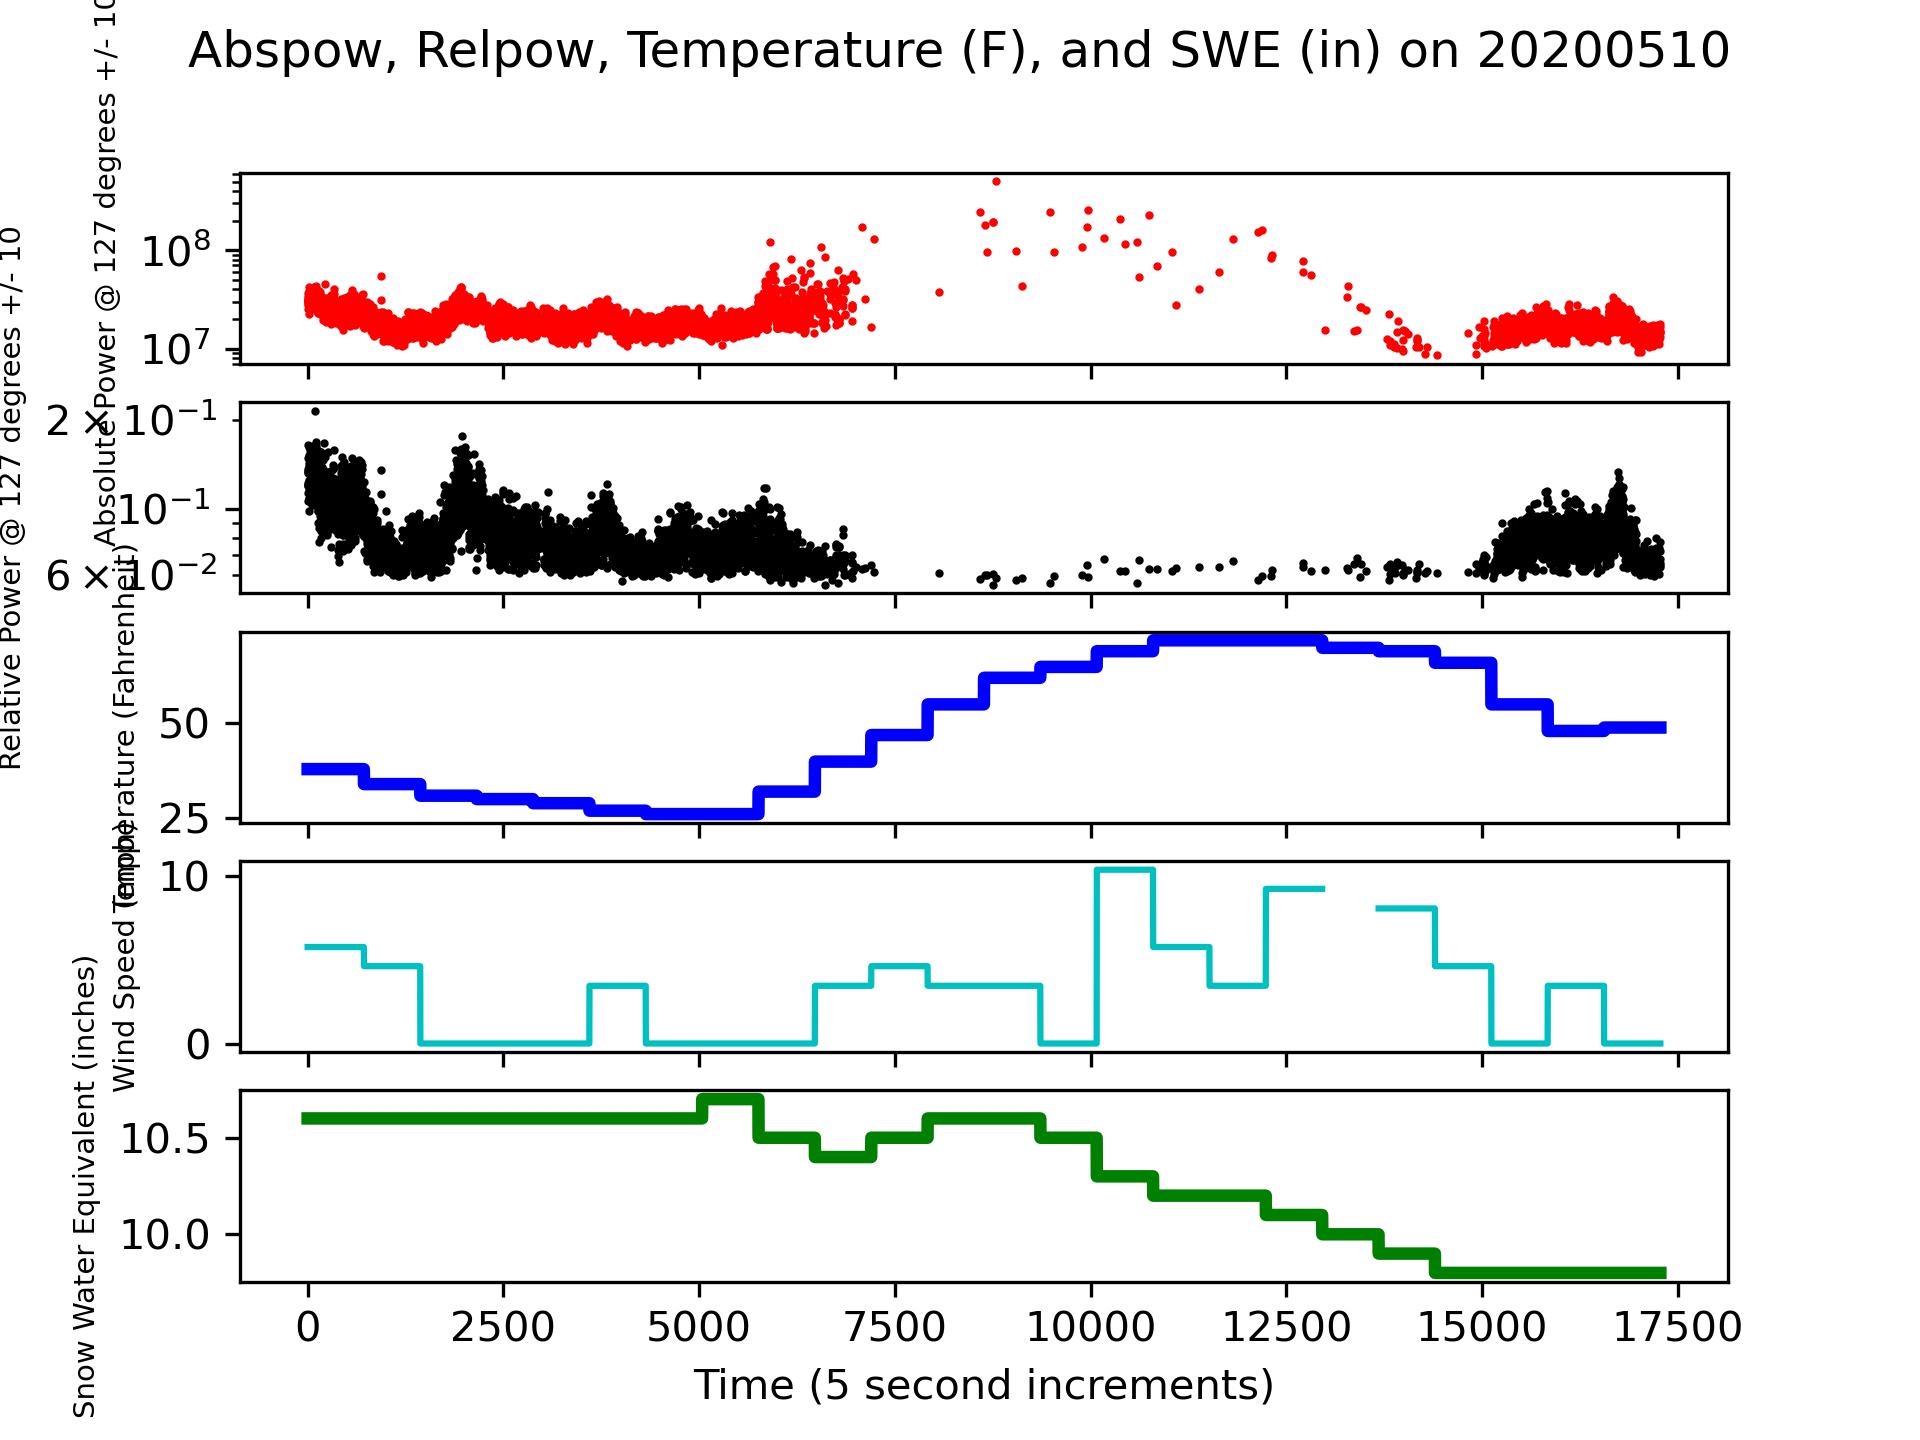 Abspow, Relpow, Temperature (F), and SWE (in) on 20200510
Absolute Power @ 127 degrees +/- 10
10⁸
10⁷
Relative Power @ 127 degrees +/- 10
2 × 10⁻¹
10⁻¹
6 × 10⁻²
Temperature (Fahrenheit)
50
25
Wind Speed (mph)
10
0
Snow Water Equivalent (inches)
10.5
10.0
0 2500 5000 7500 10000 12500 15000 17500
Time (5 second increments)